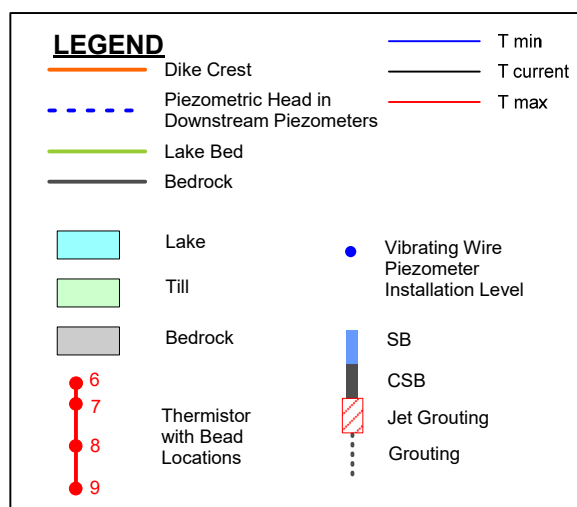 LEGEND
Dike Crest
Piezometric Head in
Downstream Piezometers
Lake Bed
Bedrock
T min
T current
T max
Lake
Till
Bedrock
6
7
8
9
Thermistor
with Bead
Locations
Vibrating Wire
Piezometer
Installation Level
SB
CSB
Jet Grouting
Grouting